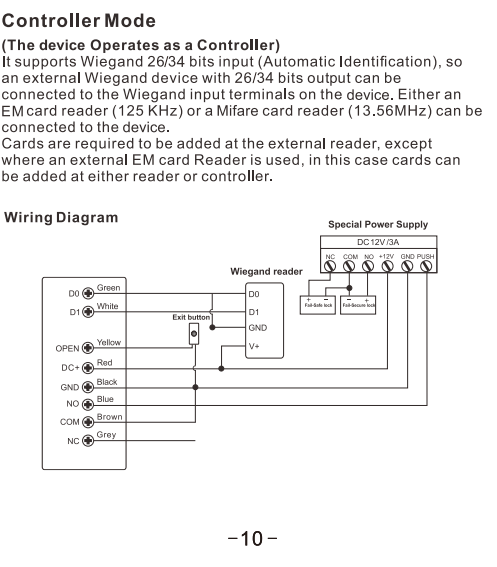 Controller Mode
(The device Operates as a Controller)
It supports Wiegand 26/34 bits input (Automatic Identification), so
an external Wiegand device with 26/34 bits output can be
connected to the Wiegand input terminals on the device. Either an
EM card reader (125 KHz) or a Mifare card reader (13.56MHz) can be
connected to the device.
Cards are required to be added at the external reader, except
where an external EM card Reader is used, in this case cards can
be added at either reader or controller.
Wiring Diagram
Special Power Supply
DC 12V /3A
NC COM NO +12V GND PUSH
+ − − +
Fail-Safe lock Fail-Secure lock
Wiegand reader
D0
D1
GND
V+
Exit button
D0 Green
D1 White
OPEN Yellow
DC+ Red
GND Black
NO Blue
COM Brown
NC Grey
−10−